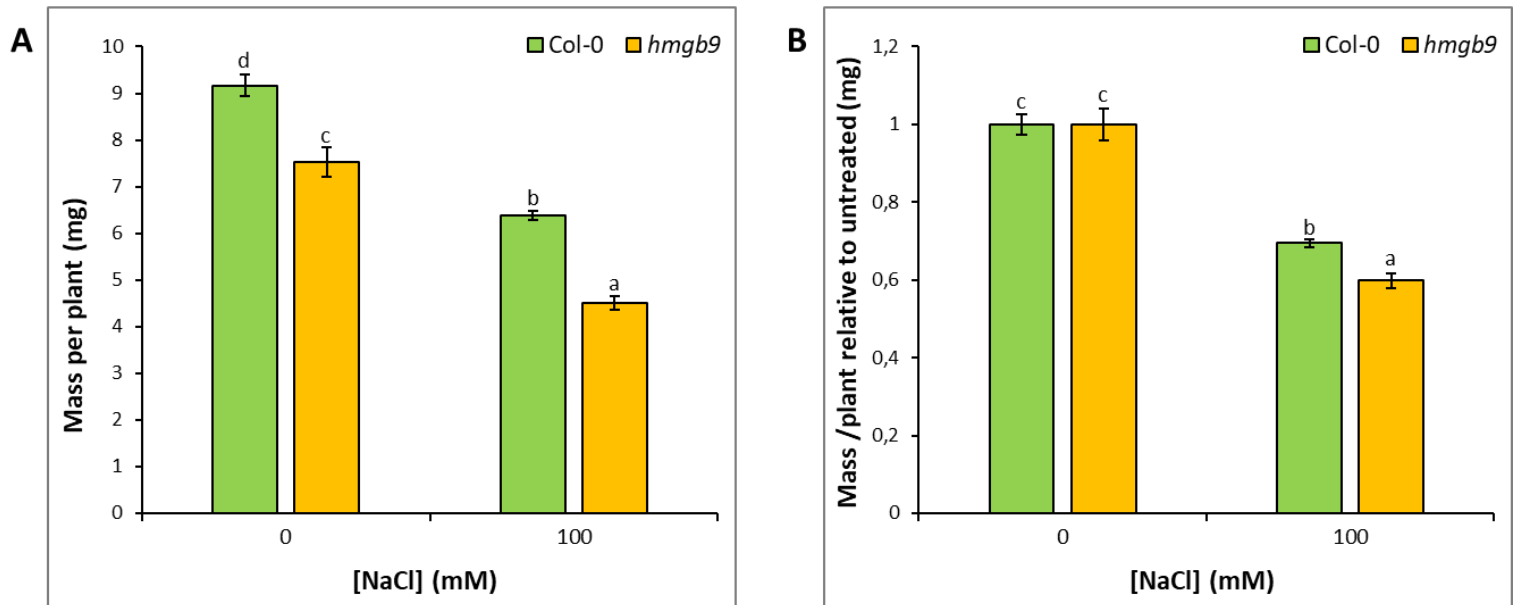 A
Mass per plant (mg)
10
9
8
7
6
5
4
3
2
1
0
Col-0 hmgb9
d
c
b
a
0 100
[NaCl] (mM)
B
Mass /plant relative to untreated (mg)
1,2
1
0,8
0,6
0,4
0,2
0
Col-0 hmgb9
c
c
b
a
0 100
[NaCl] (mM)